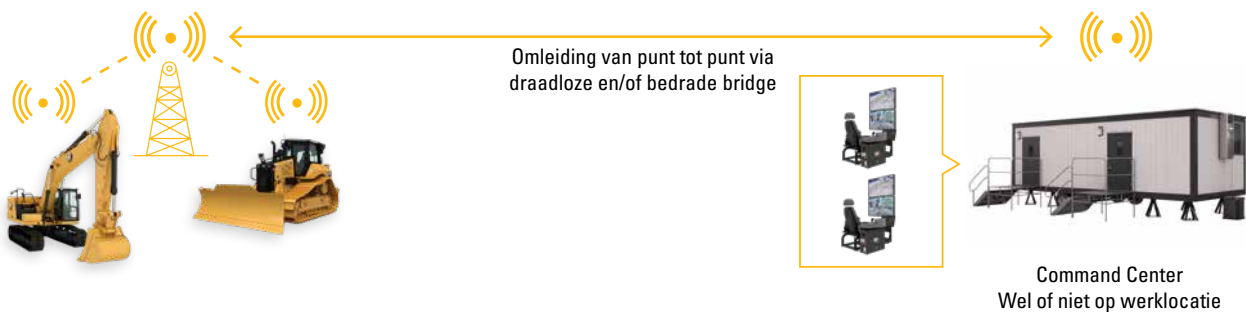 Omleiding van punt tot punt via
draadloze en/of bedrade bridge
Command Center
Wel of niet op werklocatie